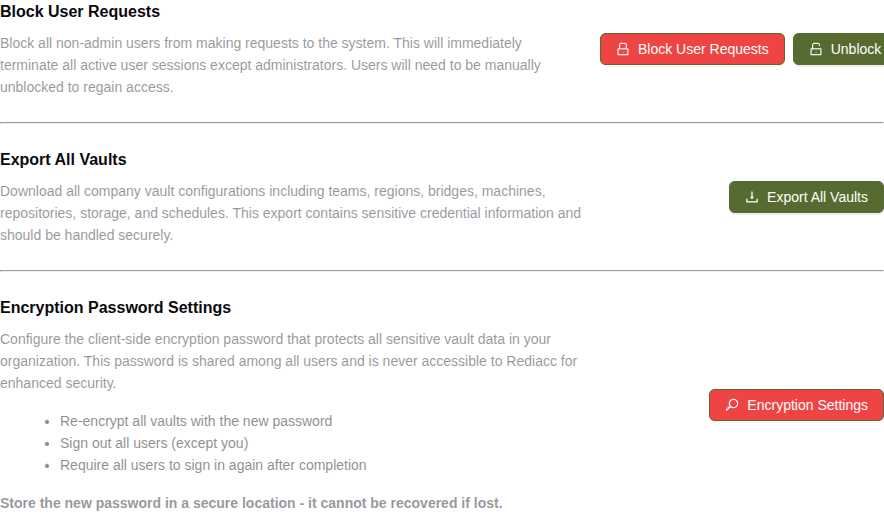 Block User Requests
Block all non-admin users from making requests to the system. This will immediately
terminate all active user sessions except administrators. Users will need to be manually
unblocked to regain access.
Block User Requests
Unblock
Export All Vaults
Download all company vault configurations including teams, regions, bridges, machines,
repositories, storage, and schedules. This export contains sensitive credential information and
should be handled securely.
Export All Vaults
Encryption Password Settings
Configure the client-side encryption password that protects all sensitive vault data in your
organization. This password is shared among all users and is never accessible to Rediacc for
enhanced security.
• Re-encrypt all vaults with the new password
• Sign out all users (except you)
• Require all users to sign in again after completion
Encryption Settings
Store the new password in a secure location - it cannot be recovered if lost.